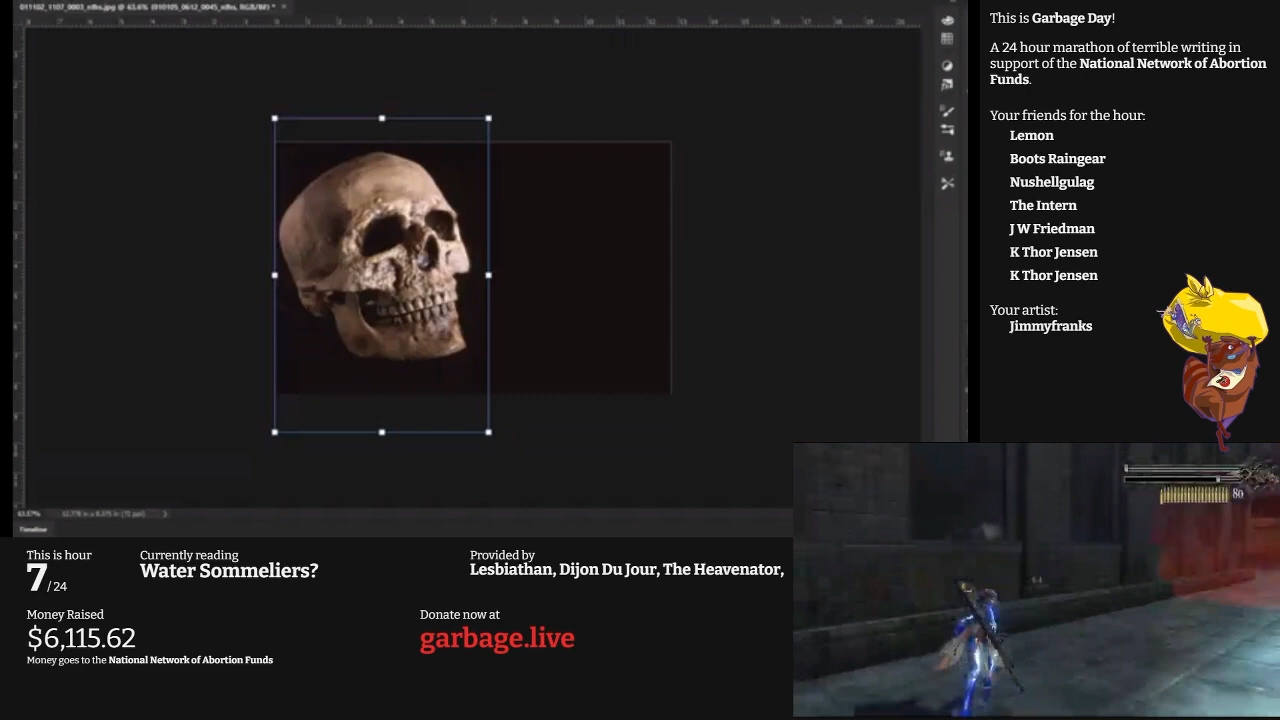 This is Garbage Day!
A 24 hour marathon of terrible writing in
support of the National Network of Abortion
Funds.
Your friends for the hour:
Lemon
Boots Raingear
Nushellgulag
The Intern
J W Friedman
K Thor Jensen
K Thor Jensen
Your artist:
Jimmyfranks
80
Timeline
This is hour
7 / 24
Currently reading
Water Sommeliers?
Provided by
Lesbiathan, Dijon Du Jour, The Heavenator,
Money Raised
$6,115.62
Money goes to the National Network of Abortion Funds
Donate now at
garbage.live